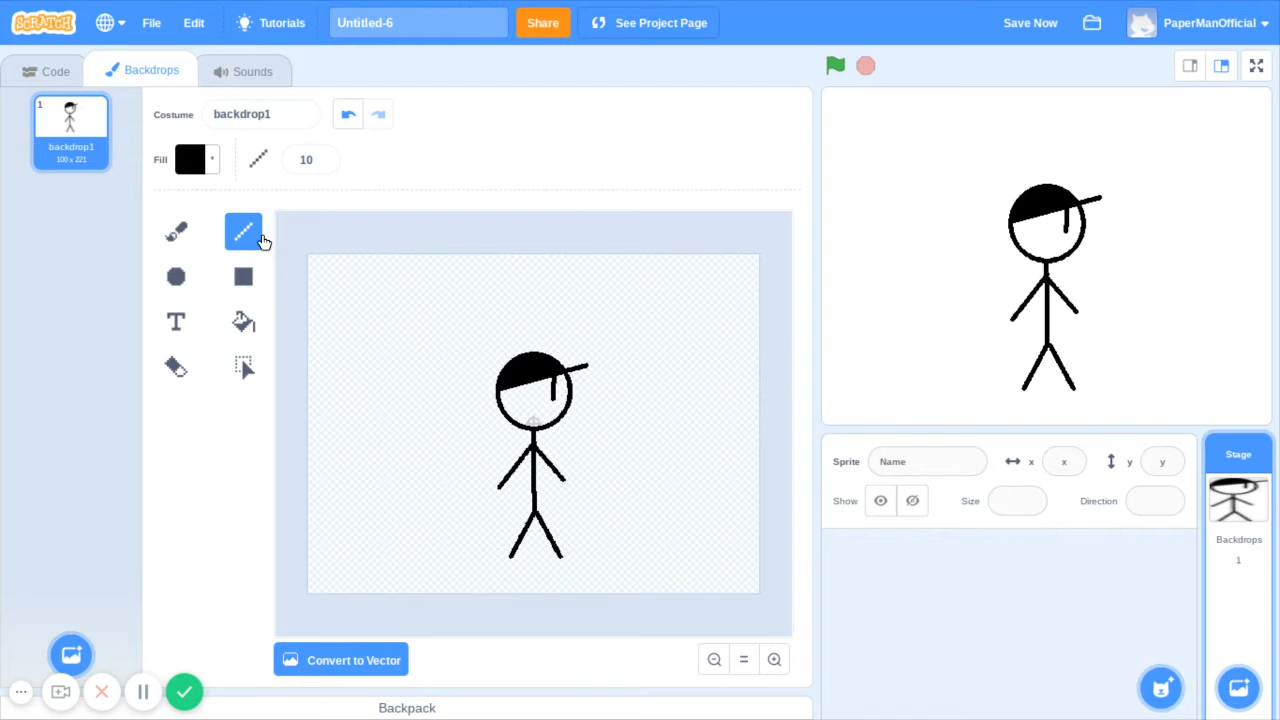 SCRATCH File Edit Tutorials Untitled-6 Share See Project Page Save Now PaperManOfficial
Code Backdrops Sounds
1
backdrop1
100 x 221
Costume backdrop1
Fill 10
T
Convert to Vector
Backpack
Sprite Name x x y y
Show Size Direction
Stage
Backdrops
1